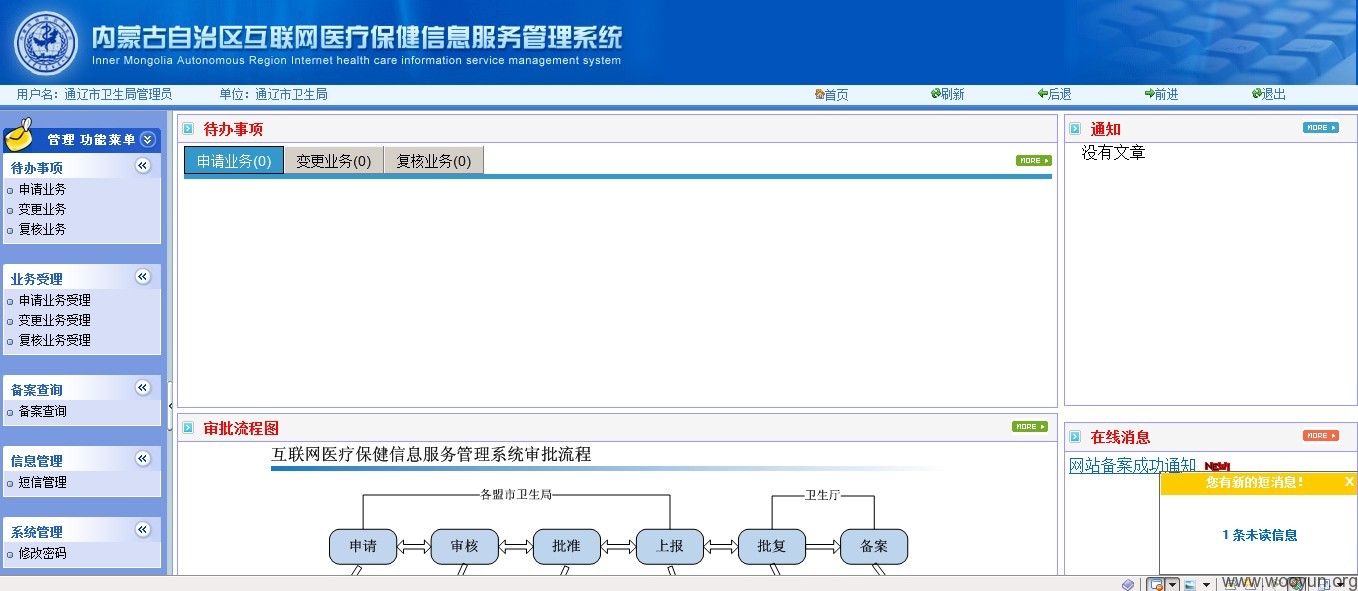 内蒙古自治区互联网医疗保健信息服务管理系统
Inner Mongolia Autonomous Region Internet health care information service management system
用户名：通辽市卫生局管理员 单位：通辽市卫生局 首页 刷新 后退 前进 退出
管理 功能菜单
待办事项
申请业务
变更业务
复核业务
业务受理
申请业务受理
变更业务受理
复核业务受理
备案查询
备案查询
信息管理
短信管理
系统管理
修改密码
待办事项
申请业务(0) 变更业务(0) 复核业务(0) MORE
审批流程图 MORE
互联网医疗保健信息服务管理系统审批流程
各盟市卫生局 卫生厅
申请 审核 批准 上报 批复 备案
通知 MORE
没有文章
在线消息 MORE
网站备案成功通知 NEW
您有新的短消息！ X
1 条未读信息
www.wooyun.org